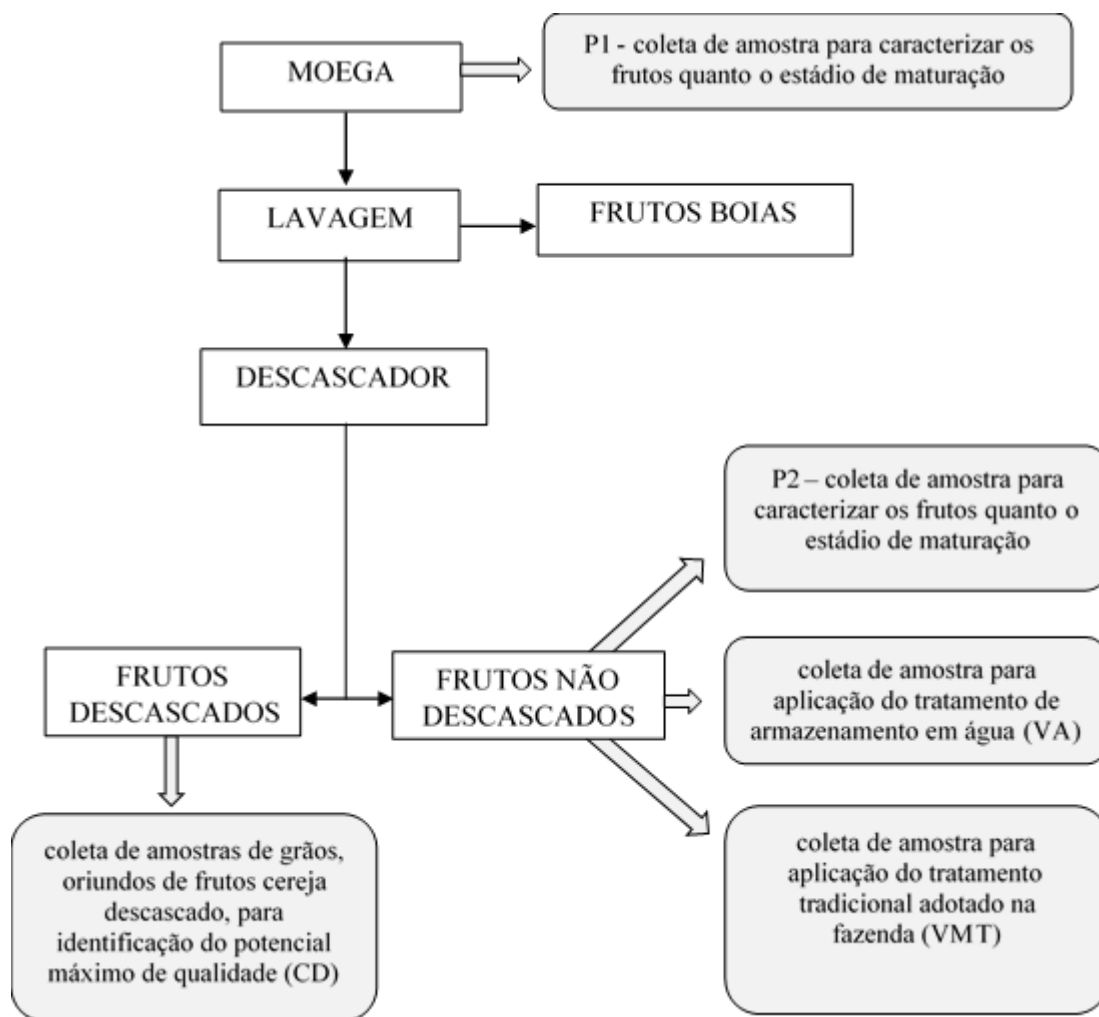 MOEGA
P1 - coleta de amostra para caracterizar os
frutos quanto o estádio de maturação
LAVAGEM
FRUTOS BOIAS
DESCASCADOR
P2 – coleta de amostra para
caracterizar os frutos quanto o
estádio de maturação
FRUTOS
DESCASCADOS
FRUTOS NÃO
DESCASCADOS
coleta de amostra para
aplicação do tratamento de
armazenamento em água (VA)
coleta de amostras de grãos,
oriundos de frutos cereja
descascado, para
identificação do potencial
máximo de qualidade (CD)
coleta de amostra para
aplicação do tratamento
tradicional adotado na
fazenda (VMT)